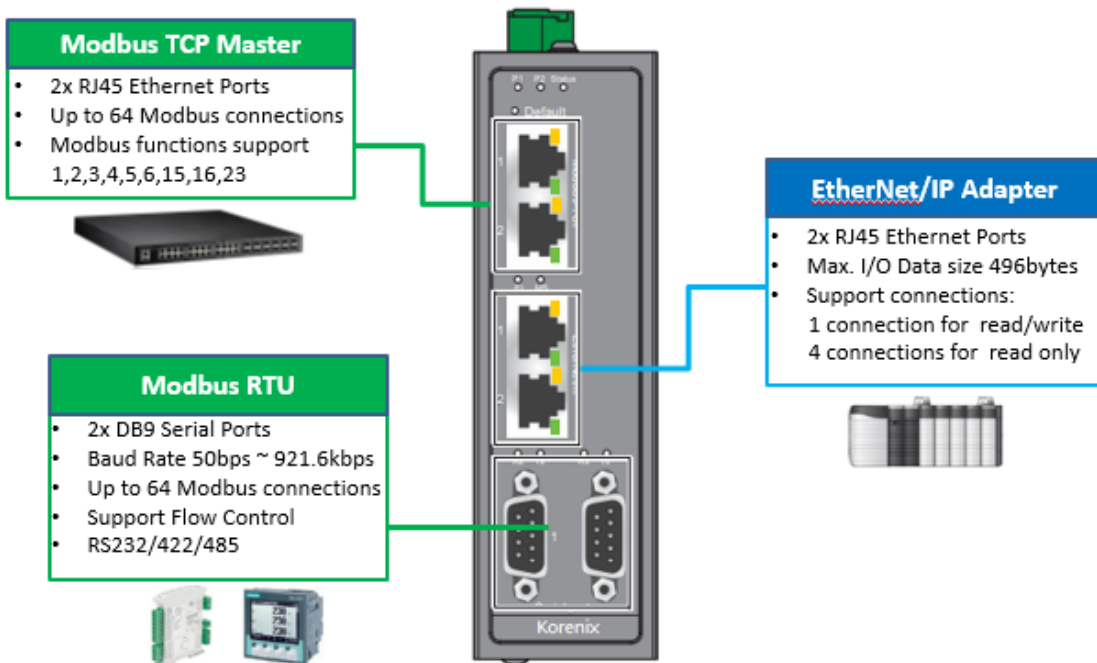 Modbus TCP Master
• 2x RJ45 Ethernet Ports
• Up to 64 Modbus connections
• Modbus functions support
1,2,3,4,5,6,15,16,23
P1 P2 Status
Default
1
2
EtherNet/IP Adapter
• 2x RJ45 Ethernet Ports
• Max. I/O Data size 496bytes
• Support connections:
1 connection for read/write
4 connections for read only
1
2
Modbus RTU
• 2x DB9 Serial Ports
• Baud Rate 50bps ~ 921.6kbps
• Up to 64 Modbus connections
• Support Flow Control
• RS232/422/485
1
Korenix